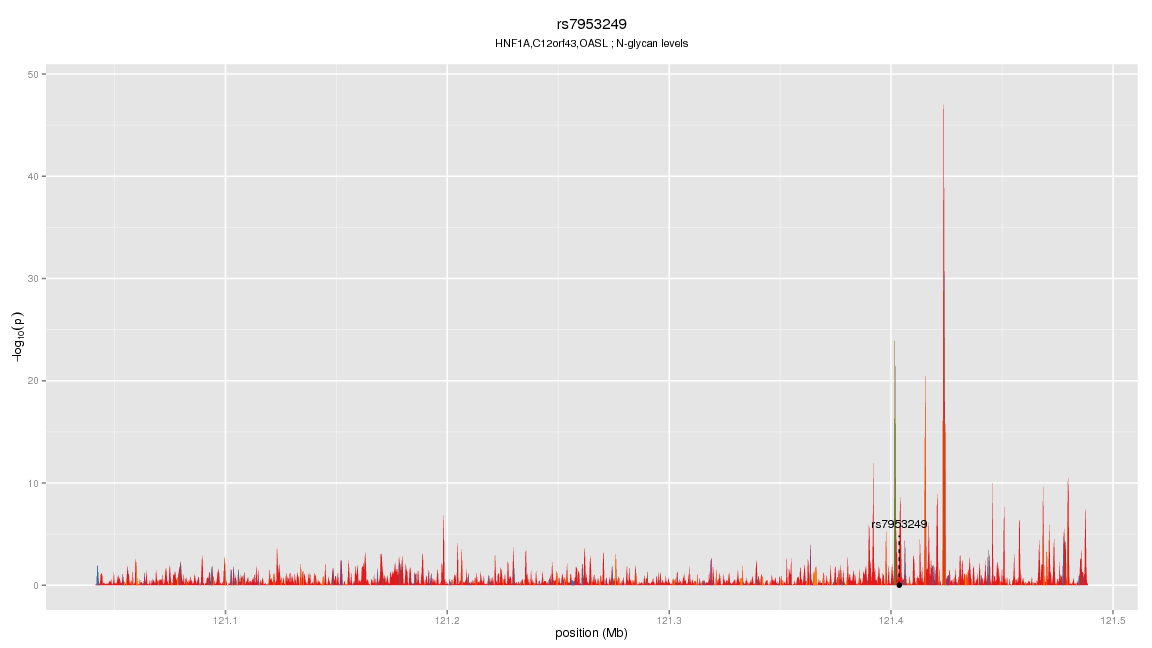 rs7953249
HNF1A,C12orf43,OASL ; N-glycan levels
50
40
30
20
10
0
−log10(p)
rs7953249
121.1
121.2
121.3
121.4
121.5
position (Mb)